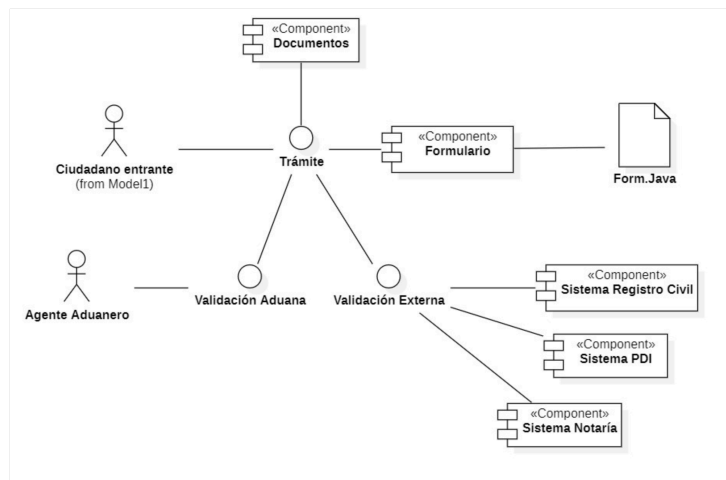 «Component»
Documentos
Ciudadano entrante
(from Model1)
Trámite
«Component»
Formulario
Form.Java
Agente Aduanero
Validación Aduana
Validación Externa
«Component»
Sistema Registro Civil
«Component»
Sistema PDI
«Component»
Sistema Notaría